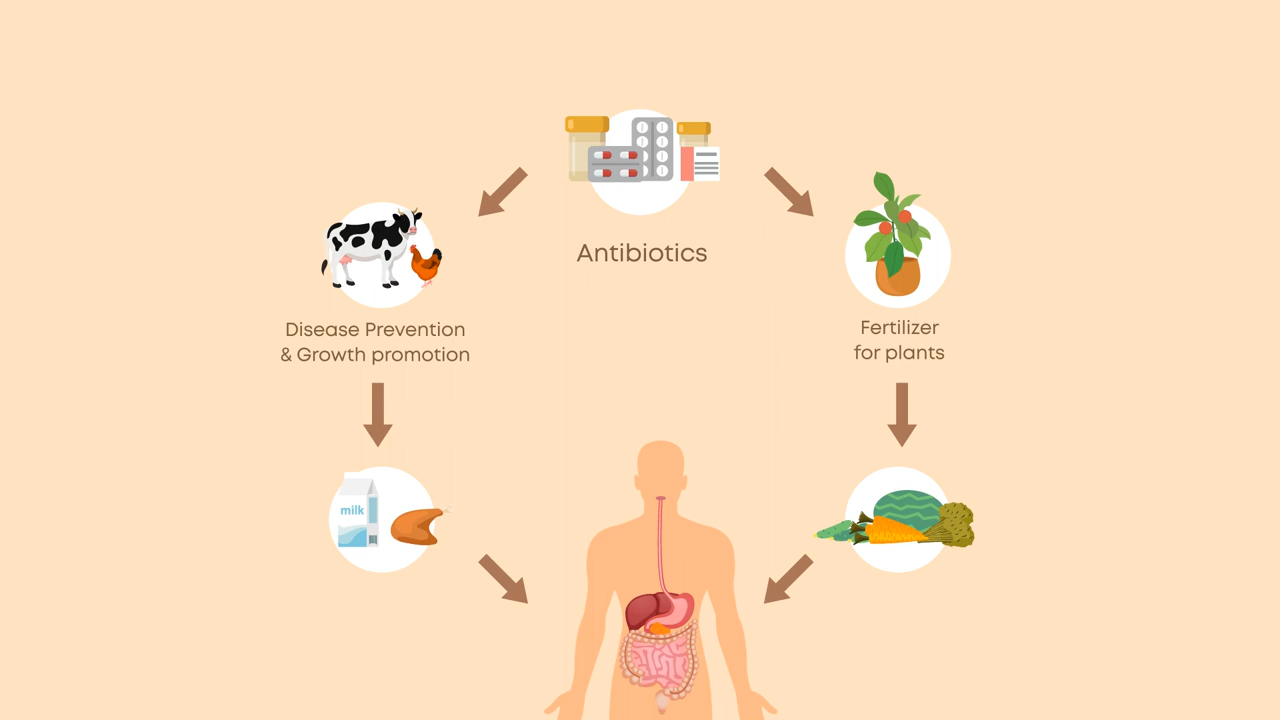 Antibiotics
Disease Prevention
& Growth promotion
Fertilizer
for plants
milk